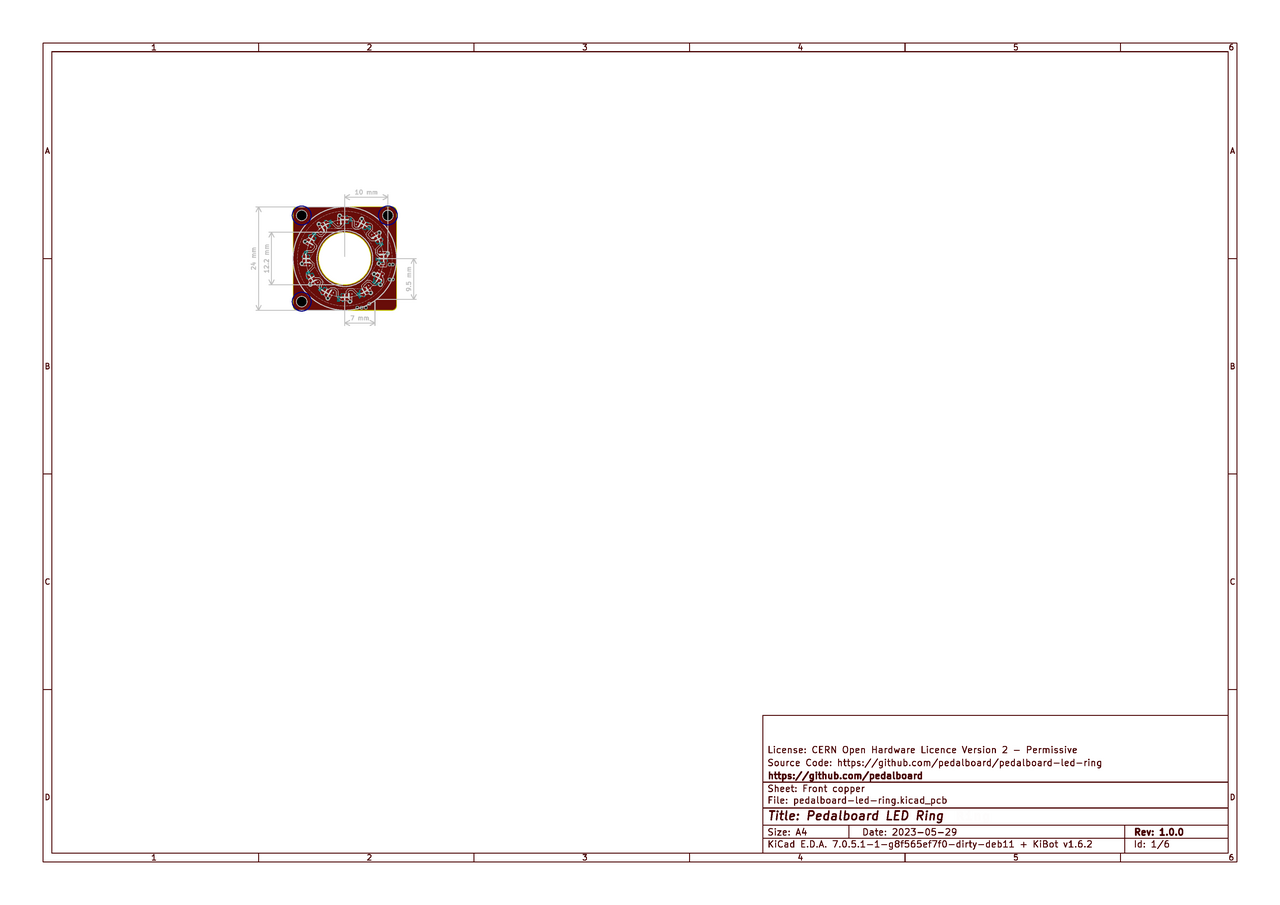 1 2 3 4 5 6
A A
10 mm
24 mm
12.2 mm
9.5 mm
7 mm
B B
C C
License: CERN Open Hardware Licence Version 2 − Permissive
Source Code: https://github.com/pedalboard/pedalboard−led−ring
https://github.com/pedalboard
Sheet: Front copper
D D
File: pedalboard−led−ring.kicad_pcb
Title: Pedalboard LED Ring
Size: A4 Date: 2023−05−29 Rev: 1.0.0
KiCad E.D.A. 7.0.5.1−1−g8f565ef7f0−dirty−deb11 + KiBot v1.6.2 Id: 1/6
1 2 3 4 5 6